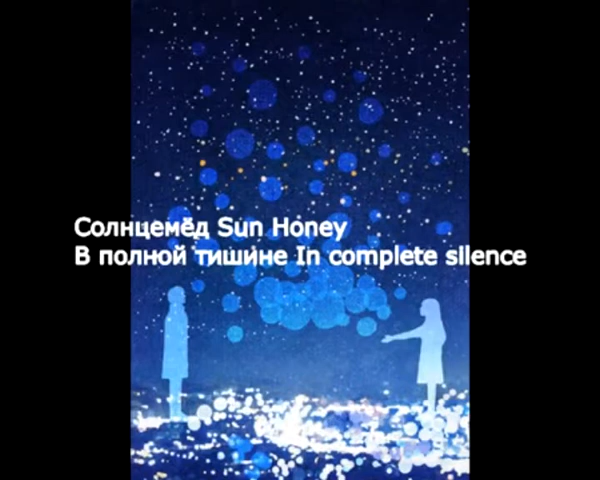 Солнцемёд Sun Honey
В полной тишине In complete silence